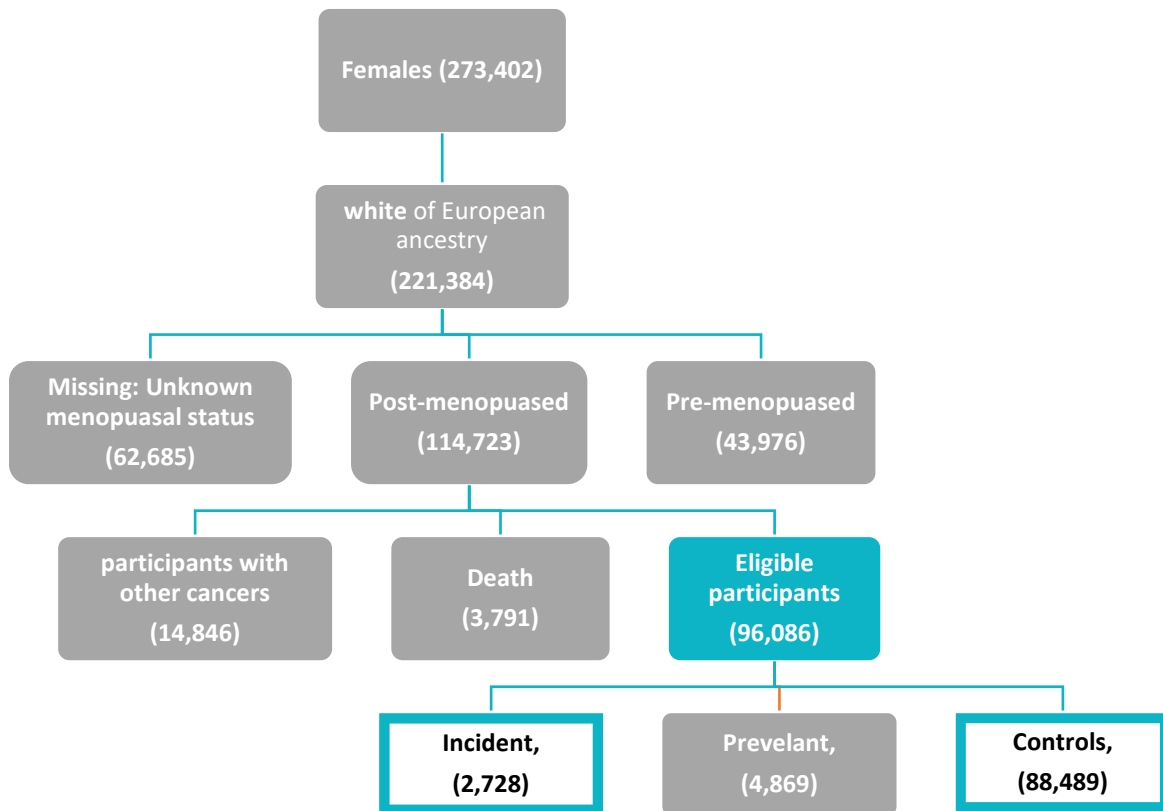 Females (273,402)
white of European
ancestry
(221,384)
Missing: Unknown
menopuasal status
(62,685)
Post-menopuased
(114,723)
Pre-menopuased
(43,976)
participants with
other cancers
(14,846)
Death
(3,791)
Eligible
participants
(96,086)
Incident,
(2,728)
Prevelant,
(4,869)
Controls,
(88,489)